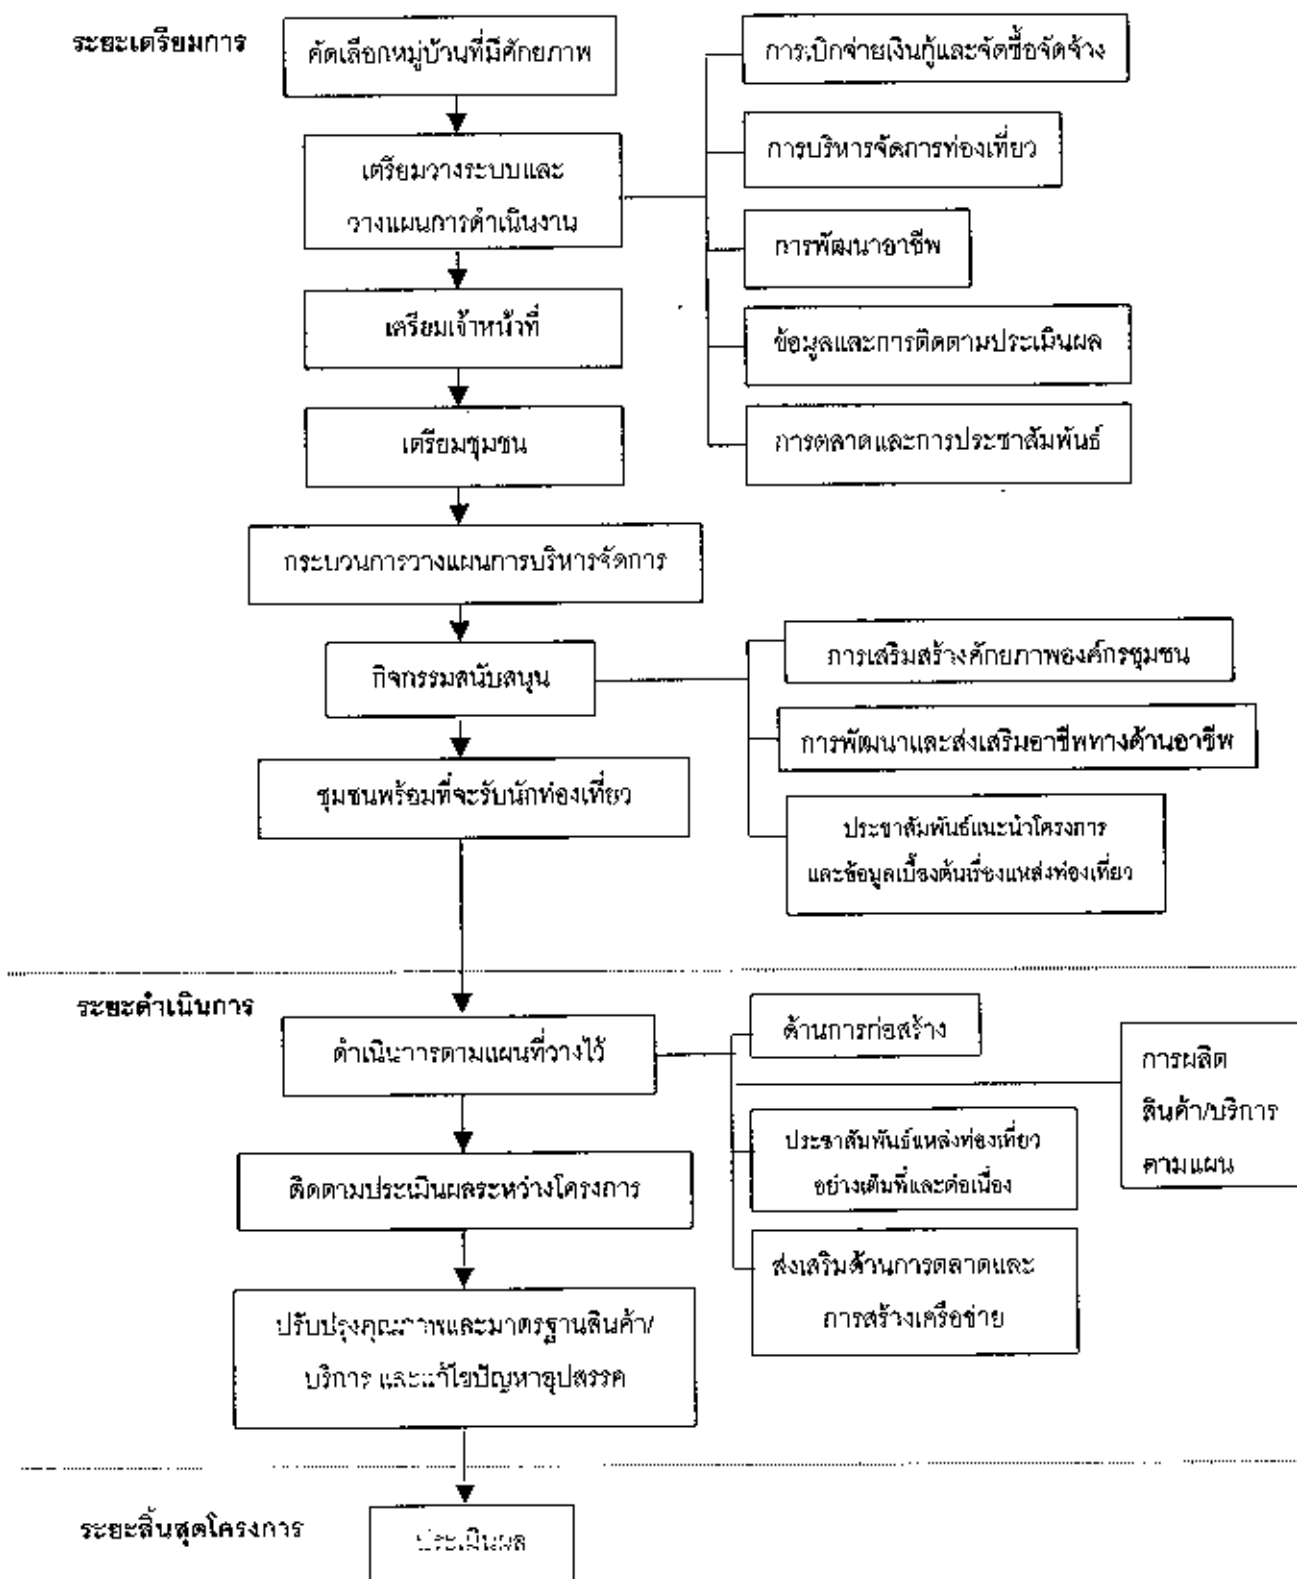 ระยะเตรียมการ
คัดเลือกหมู่บ้านที่มีศักยภาพ
เตรียมวางระบบและ
วางแผนการดำเนินงาน
การเบิกจ่ายเงินกู้และจัดซื้อจัดจ้าง
การบริหารจัดการท่องเที่ยว
การพัฒนาอาชีพ
ข้อมูลและการติดตามประเมินผล
การตลาดและการประชาสัมพันธ์
เตรียมเจ้าหน้าที่
เตรียมชุมชน
กระบวนการวางแผนการบริหารจัดการ
กิจกรรมสนับสนุน
การเสริมสร้างศักยภาพองค์กรชุมชน
การพัฒนาและส่งเสริมอาชีพทางด้านอาชีพ
ประชาสัมพันธ์แนะนำโครงการ
และข้อมูลเบื้องต้นเรื่องแหล่งท่องเที่ยว
ชุมชนพร้อมที่จะรับนักท่องเที่ยว
ระยะดำเนินการ
ดำเนินการตามแผนที่วางไว้
ด้านการก่อสร้าง
การผลิต
สินค้า/บริการ
ตามแผน
ประชาสัมพันธ์แหล่งท่องเที่ยว
อย่างเต็มที่และต่อเนื่อง
ส่งเสริมด้านการตลาดและ
การสร้างเครือข่าย
ติดตามประเมินผลระหว่างโครงการ
ปรับปรุงคุณภาพและมาตรฐานสินค้า/
บริการ และแก้ไขปัญหาอุปสรรค
ระยะสิ้นสุดโครงการ
ประเมินผล